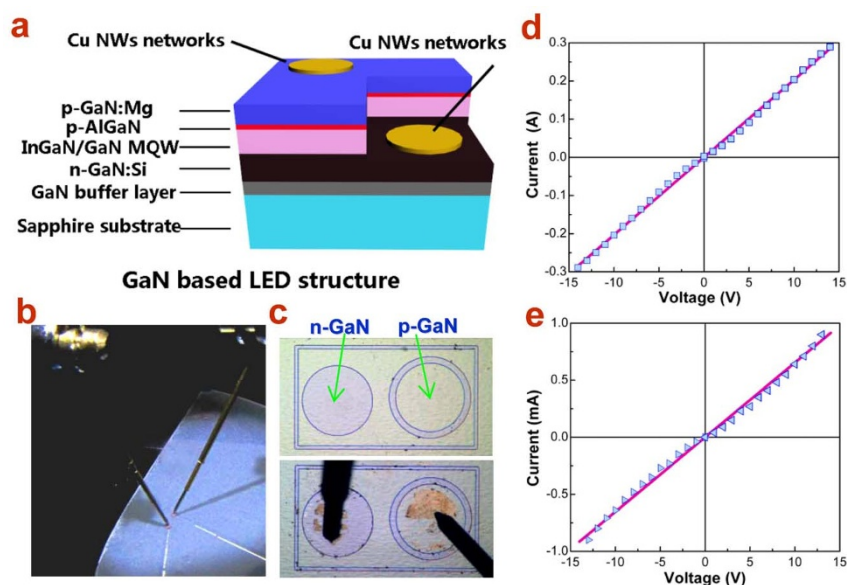 a
Cu NWs networks
Cu NWs networks
p-GaN:Mg
p-AlGaN
InGaN/GaN MQW
n-GaN:Si
GaN buffer layer
Sapphire substrate
GaN based LED structure
b
c
n-GaN
p-GaN
d
0.3
0.2
0.1
0.0
-0.1
-0.2
-0.3
Current (A)
-15
-10
-5
0
5
10
15
Voltage (V)
e
1.0
0.5
0.0
-0.5
-1.0
Current (mA)
-15
-10
-5
0
5
10
15
Voltage (V)